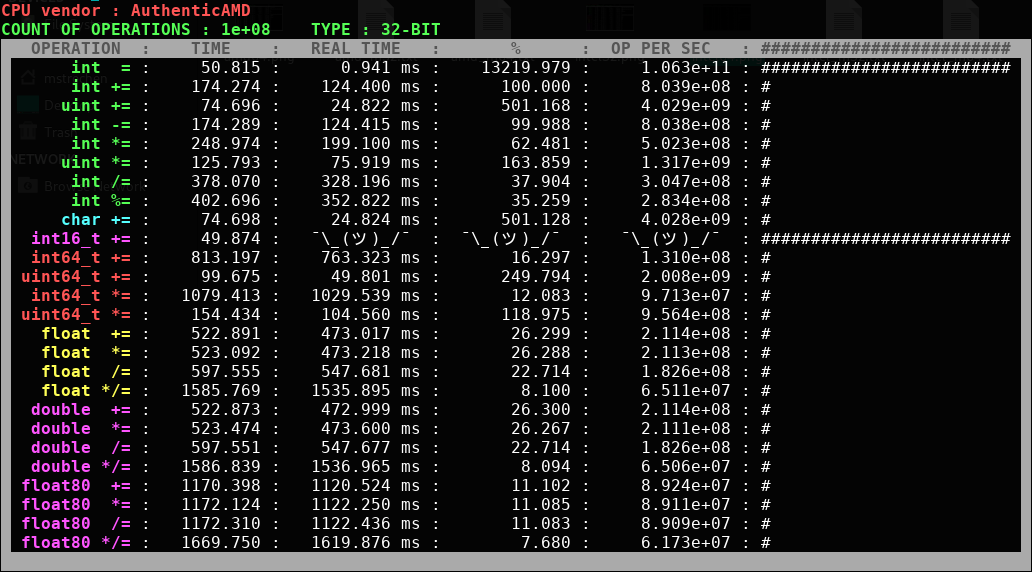 CPU vendor : AuthenticAMD
COUNT OF OPERATIONS : 1e+08    TYPE : 32-BIT
OPERATION  :    TIME    :   REAL TIME   :       %      :  OP PER SEC   : #########################
int  = :     50.815 :      0.941 ms :    13219.979 :     1.063e+11 : #########################
int += :    174.274 :    124.400 ms :      100.000 :     8.039e+08 : #
uint += :     74.696 :     24.822 ms :      501.168 :     4.029e+09 : #
int -= :    174.289 :    124.415 ms :       99.988 :     8.038e+08 : #
int *= :    248.974 :    199.100 ms :       62.481 :     5.023e+08 : #
uint *= :    125.793 :     75.919 ms :      163.859 :     1.317e+09 : #
int /= :    378.070 :    328.196 ms :       37.904 :     3.047e+08 : #
int %= :    402.696 :    352.822 ms :       35.259 :     2.834e+08 : #
char += :     74.698 :     24.824 ms :      501.128 :     4.028e+09 : #
int16_t += :     49.874 :   ¯\_(ツ)_/¯  :  ¯\_(ツ)_/¯  :   ¯\_(ツ)_/¯  : #########################
int64_t += :    813.197 :    763.323 ms :       16.297 :     1.310e+08 : #
uint64_t += :     99.675 :     49.801 ms :      249.794 :     2.008e+09 : #
int64_t *= :   1079.413 :   1029.539 ms :       12.083 :     9.713e+07 : #
uint64_t *= :    154.434 :    104.560 ms :      118.975 :     9.564e+08 : #
float  += :    522.891 :    473.017 ms :       26.299 :     2.114e+08 : #
float  *= :    523.092 :    473.218 ms :       26.288 :     2.113e+08 : #
float  /= :    597.555 :    547.681 ms :       22.714 :     1.826e+08 : #
float */= :   1585.769 :   1535.895 ms :        8.100 :     6.511e+07 : #
double  += :    522.873 :    472.999 ms :       26.300 :     2.114e+08 : #
double  *= :    523.474 :    473.600 ms :       26.267 :     2.111e+08 : #
double  /= :    597.551 :    547.677 ms :       22.714 :     1.826e+08 : #
double */= :   1586.839 :   1536.965 ms :        8.094 :     6.506e+07 : #
float80  += :   1170.398 :   1120.524 ms :       11.102 :     8.924e+07 : #
float80  *= :   1172.124 :   1122.250 ms :       11.085 :     8.911e+07 : #
float80  /= :   1172.310 :   1122.436 ms :       11.083 :     8.909e+07 : #
float80 */= :   1669.750 :   1619.876 ms :        7.680 :     6.173e+07 : #